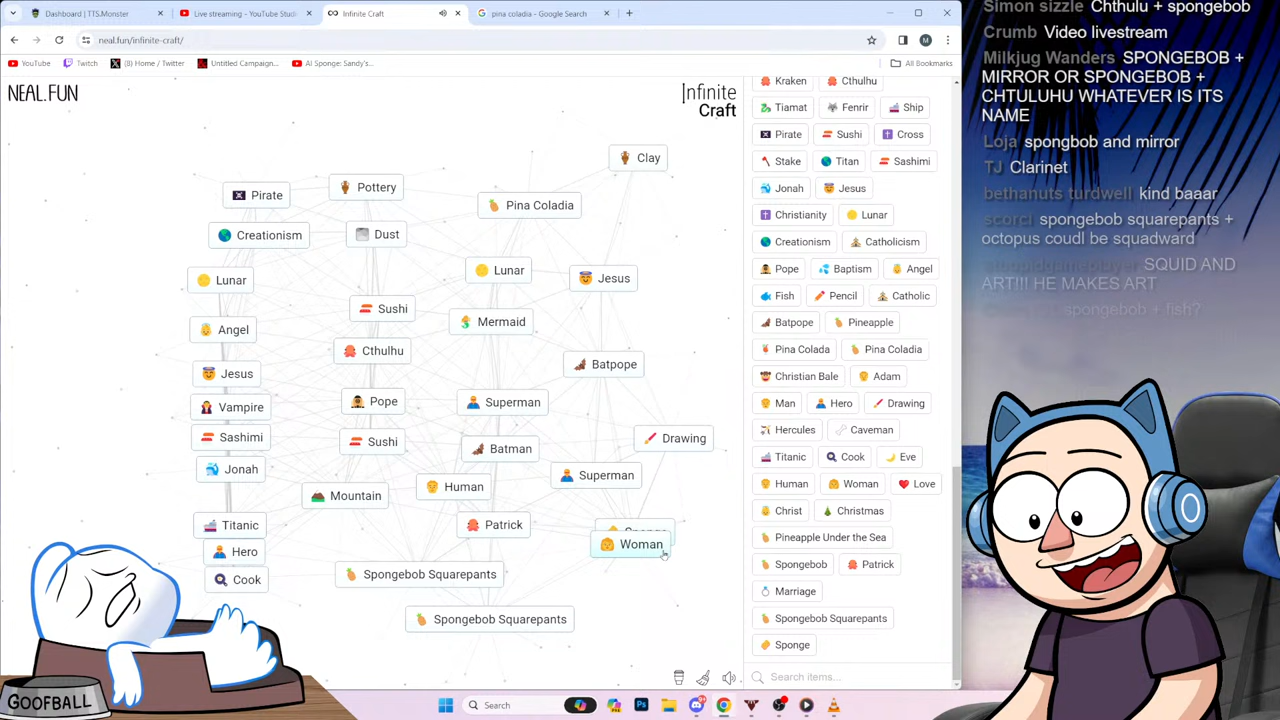 Dashboard | TTS.Monster
Live streaming - YouTube Studi
Infinite Craft
pina coladia - Google Search
neal.fun/infinite-craft/
YouTube
Twitch
(8) Home / Twitter
Untitled Campaign...
AI Sponge: Sandy's...
All Bookmarks
NEAL.FUN
Infinite
Craft
Clay
Pottery
Pirate
Pina Coladia
Creationism
Dust
Lunar
Lunar
Jesus
Sushi
Mermaid
Angel
Cthulhu
Batpope
Jesus
Pope
Superman
Vampire
Sashimi
Sushi
Batman
Drawing
Jonah
Superman
Human
Mountain
Titanic
Patrick
Woman
Hero
Cook
Spongebob Squarepants
Spongebob Squarepants
Kraken
Cthulhu
Tiamat
Fenrir
Ship
Pirate
Sushi
Cross
Stake
Titan
Sashimi
Jonah
Jesus
Christianity
Lunar
Creationism
Catholicism
Pope
Baptism
Angel
Fish
Pencil
Catholic
Batpope
Pineapple
Pina Colada
Pina Coladia
Christian Bale
Adam
Man
Hero
Drawing
Hercules
Caveman
Titanic
Cook
Eve
Human
Woman
Love
Christ
Christmas
Pineapple Under the Sea
Spongebob
Patrick
Marriage
Spongebob Squarepants
Sponge
Search items...
Search
GOOFBALL
Simon sizzle Chthulu + spongebob
Crumb Video livestream
Milkjug Wanders SPONGEBOB +
MIRROR OR SPONGEBOB +
CHTULUHU WHATEVER IS ITS
NAME
Loja spongbob and mirror
TJ Clarinet
bethanuts turdwell kind baaar
scorci spongebob squarepants +
octopus coudl be squadward
SQUID AND
ART!!! HE MAKES ART
spongebob + fish?